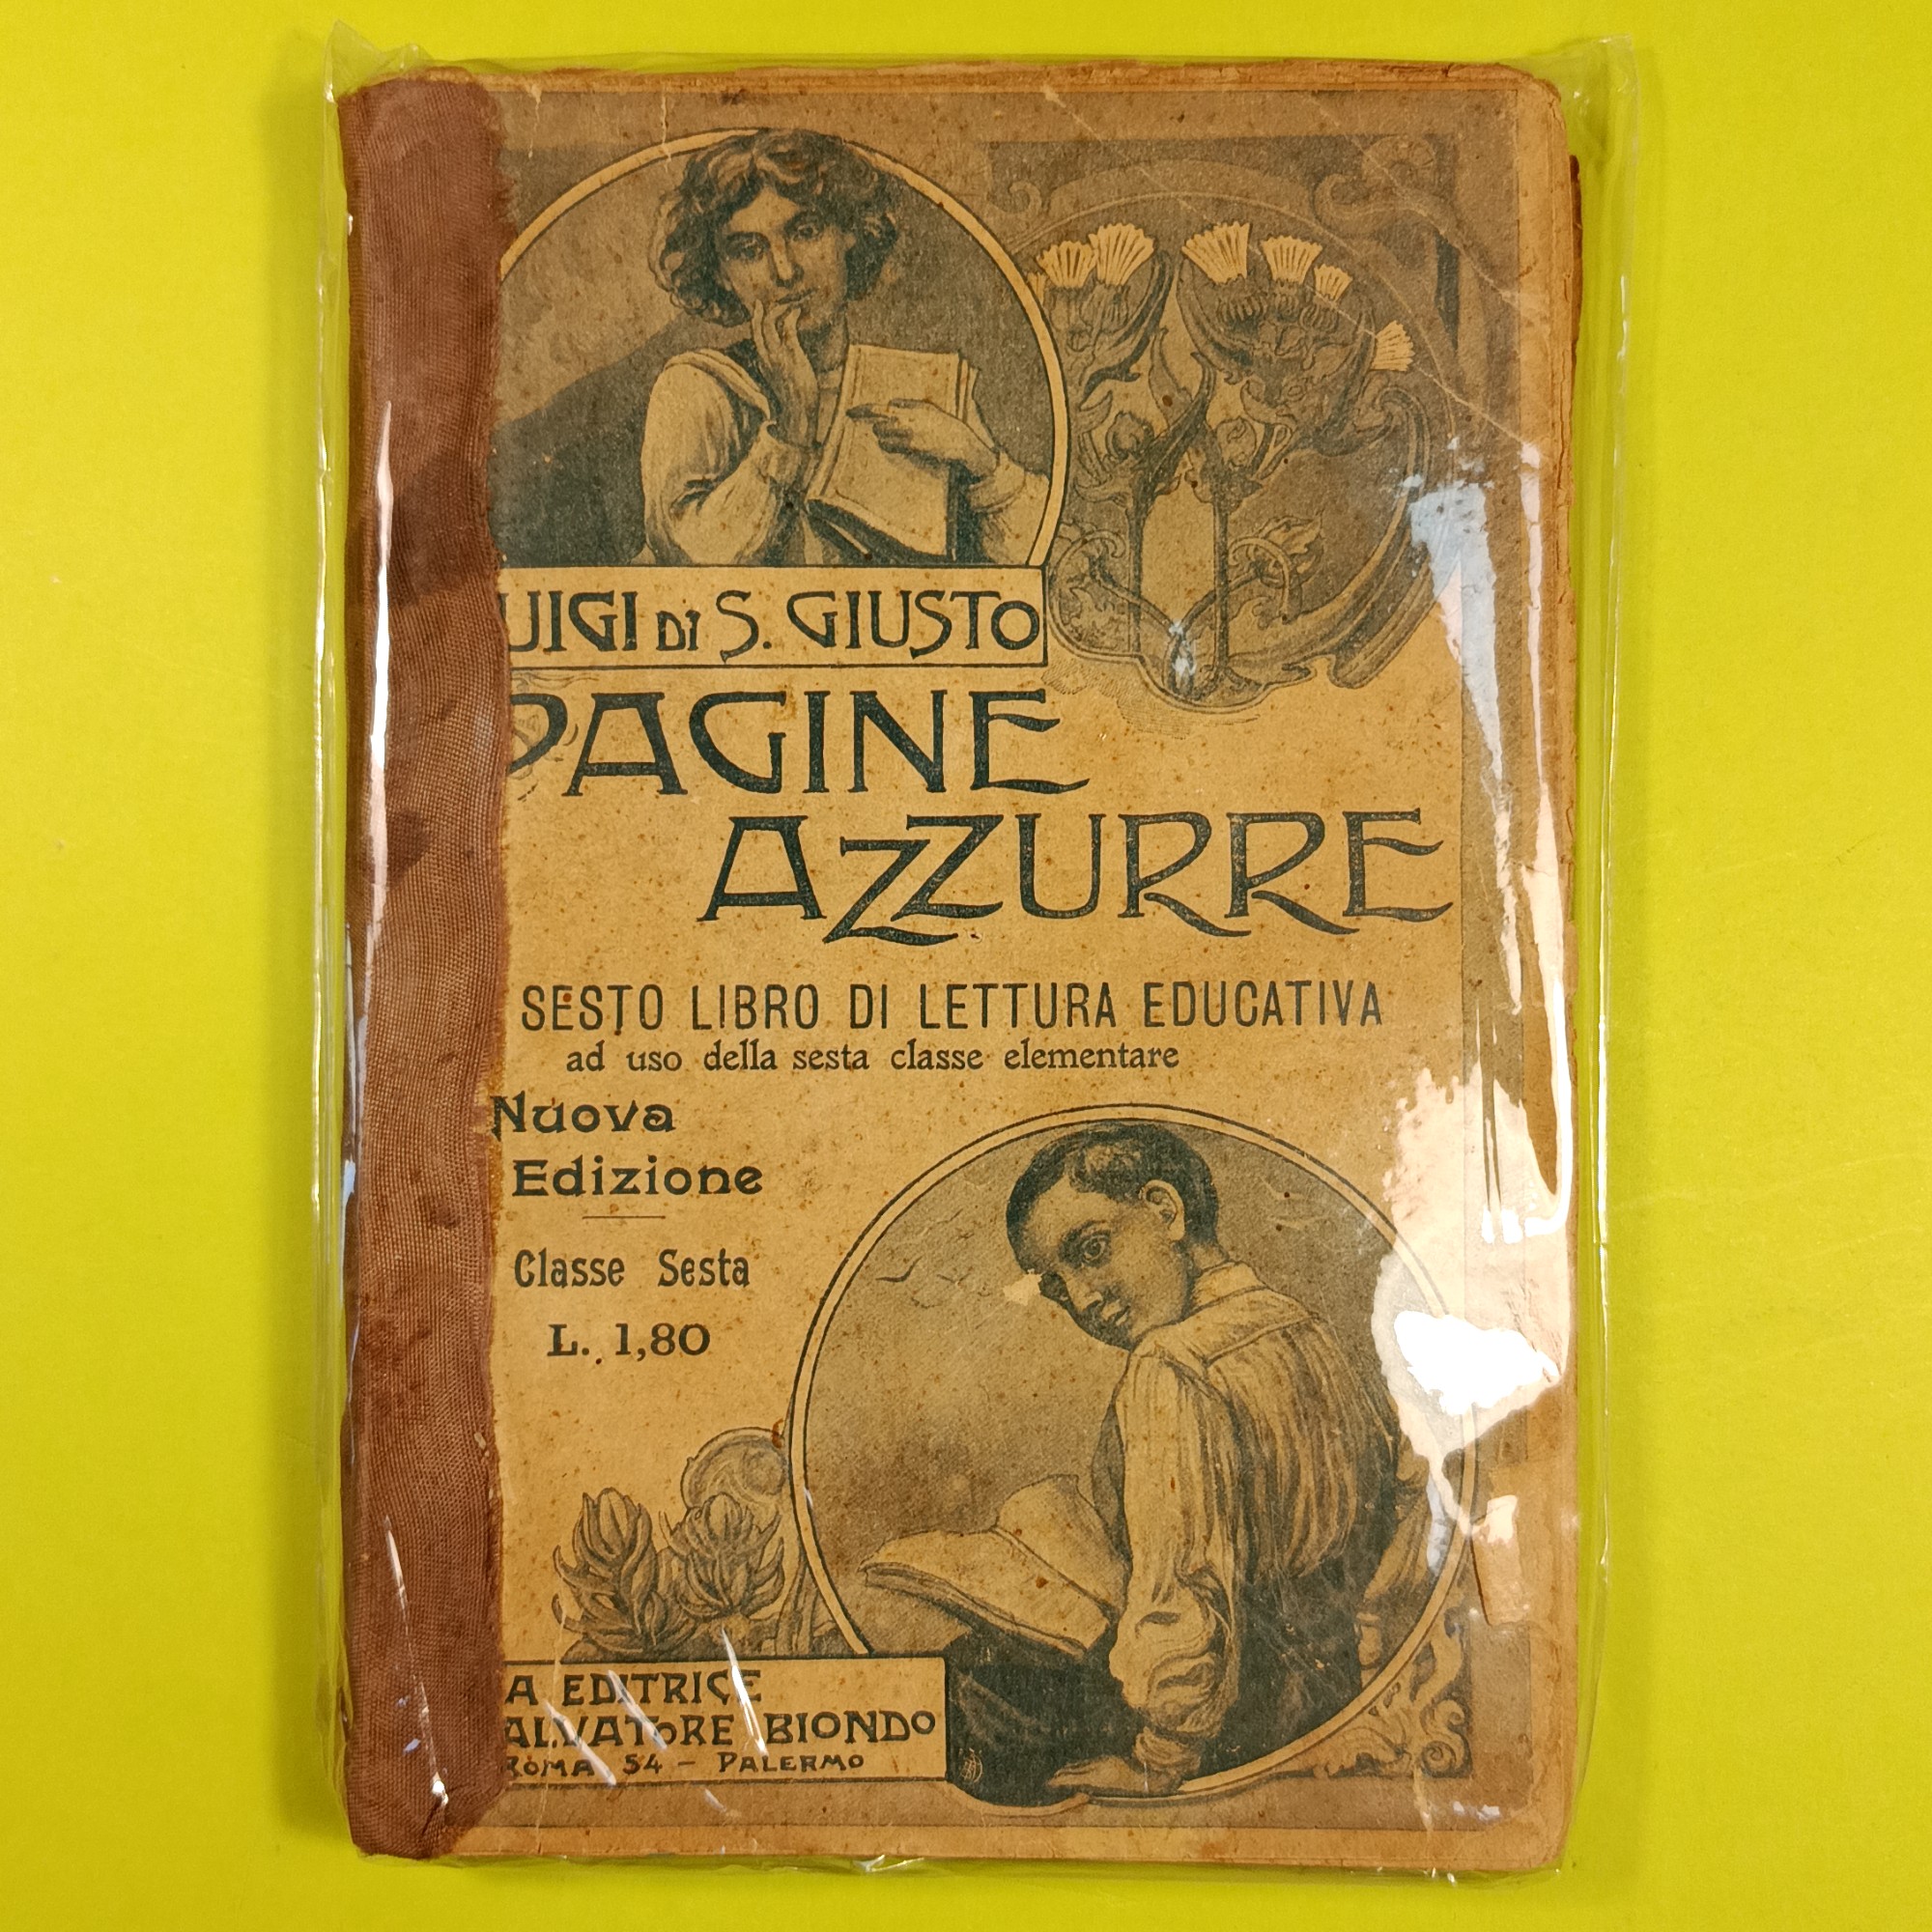 UIGI DI S. GIUSTO
PAGINE
AZZURRE
SESTO LIBRO DI LETTURA EDUCATIVA
ad uso della sesta classe elementare
Nuova
Edizione
Classe Sesta
L. 1,80
A EDITRICE
ALVATORE BIONDO
ROMA 54 - PALERMO